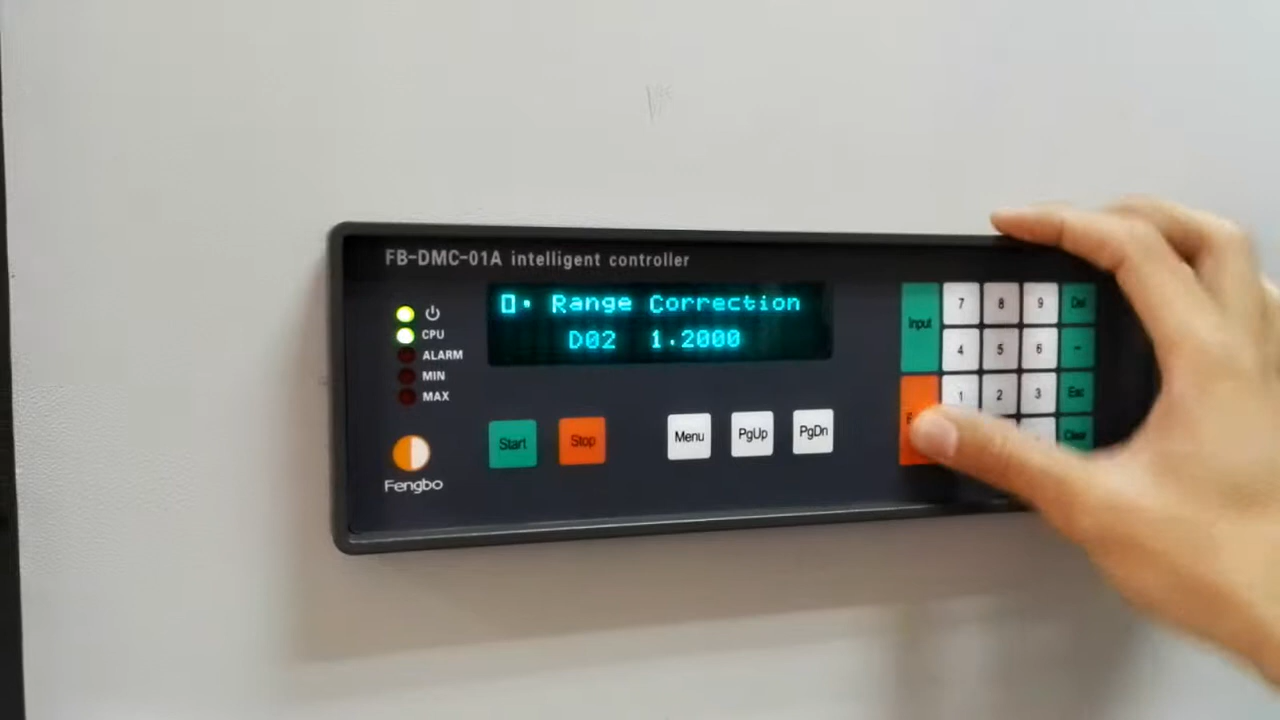 FB-DMC-01A intelligent controller
Range Correction
D02 1.2000
CPU
ALARM
MIN
MAX
Fengbo
Start
Stop
Menu
PgUp
PgDn
Input
7 8 9 Del
4 5 6 -
1 2 3 Esc
Clear